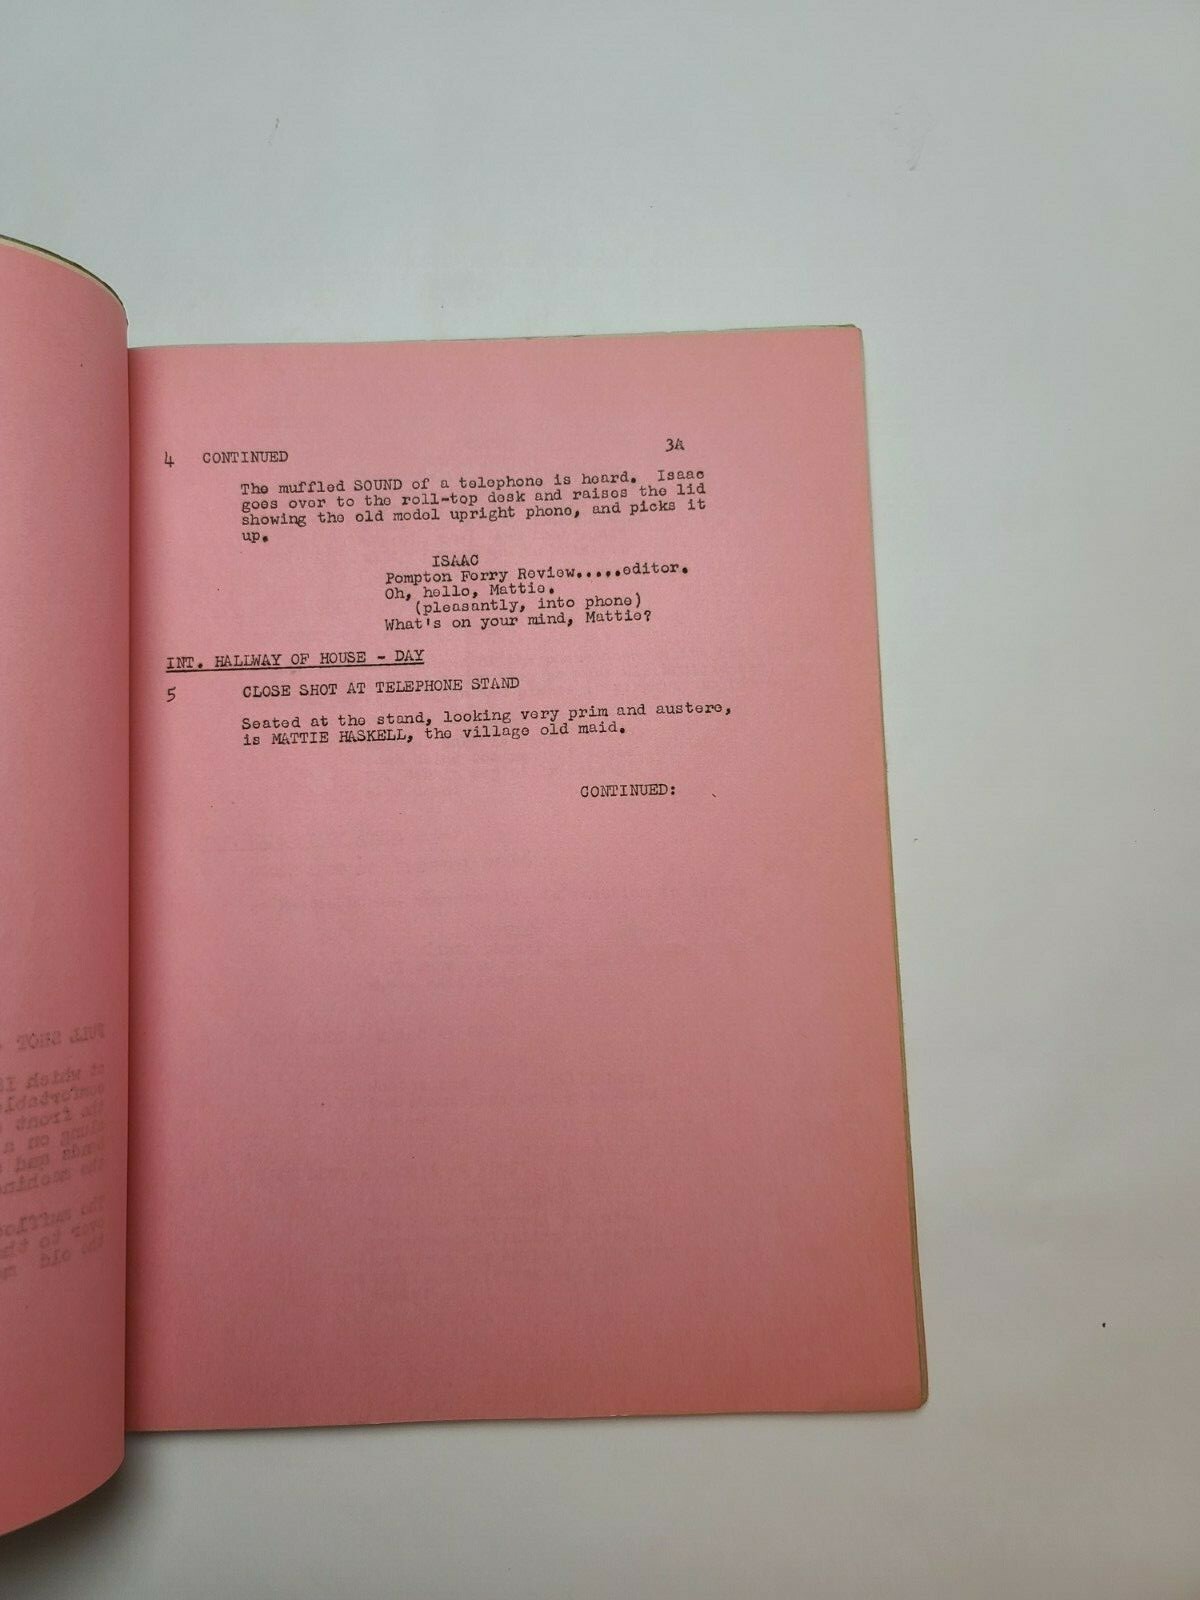 4 CONTINUED 3A
The muffled SOUND of a telephone is heard. Isaac
goes over to the roll-top desk and raises the lid
showing the old model upright phone, and picks it
up.
ISAAC
Pompton Ferry Review.....editor.
Oh, hello, Mattie.
(pleasantly, into phone)
What's on your mind, Mattie?
INT. HALLWAY OF HOUSE - DAY
5 CLOSE SHOT AT TELEPHONE STAND
Seated at the stand, looking very prim and austere,
is MATTIE HASKELL, the village old maid.
CONTINUED: